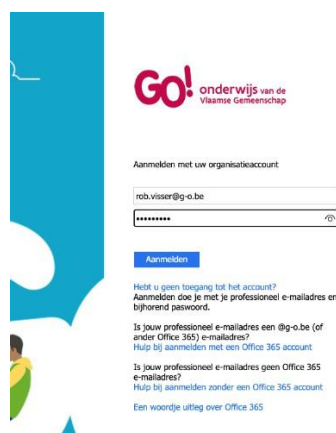 GO! onderwijs van de
Vlaamse Gemeenschap
Aanmelden met uw organisatieaccount
rob.visser@g-o.be
•••••••••
Aanmelden
Hebt u geen toegang tot het account?
Aanmelden doe je met je professioneel e-mailadres en
bijhorend paswoord.
Is jouw professioneel e-mailadres een @g-o.be (of
ander Office 365) e-mailadres?
Hulp bij aanmelden met een Office 365 account
Is jouw professioneel e-mailadres geen Office 365
e-mailadres?
Hulp bij aanmelden zonder een Office 365 account
Een woordje uitleg over Office 365